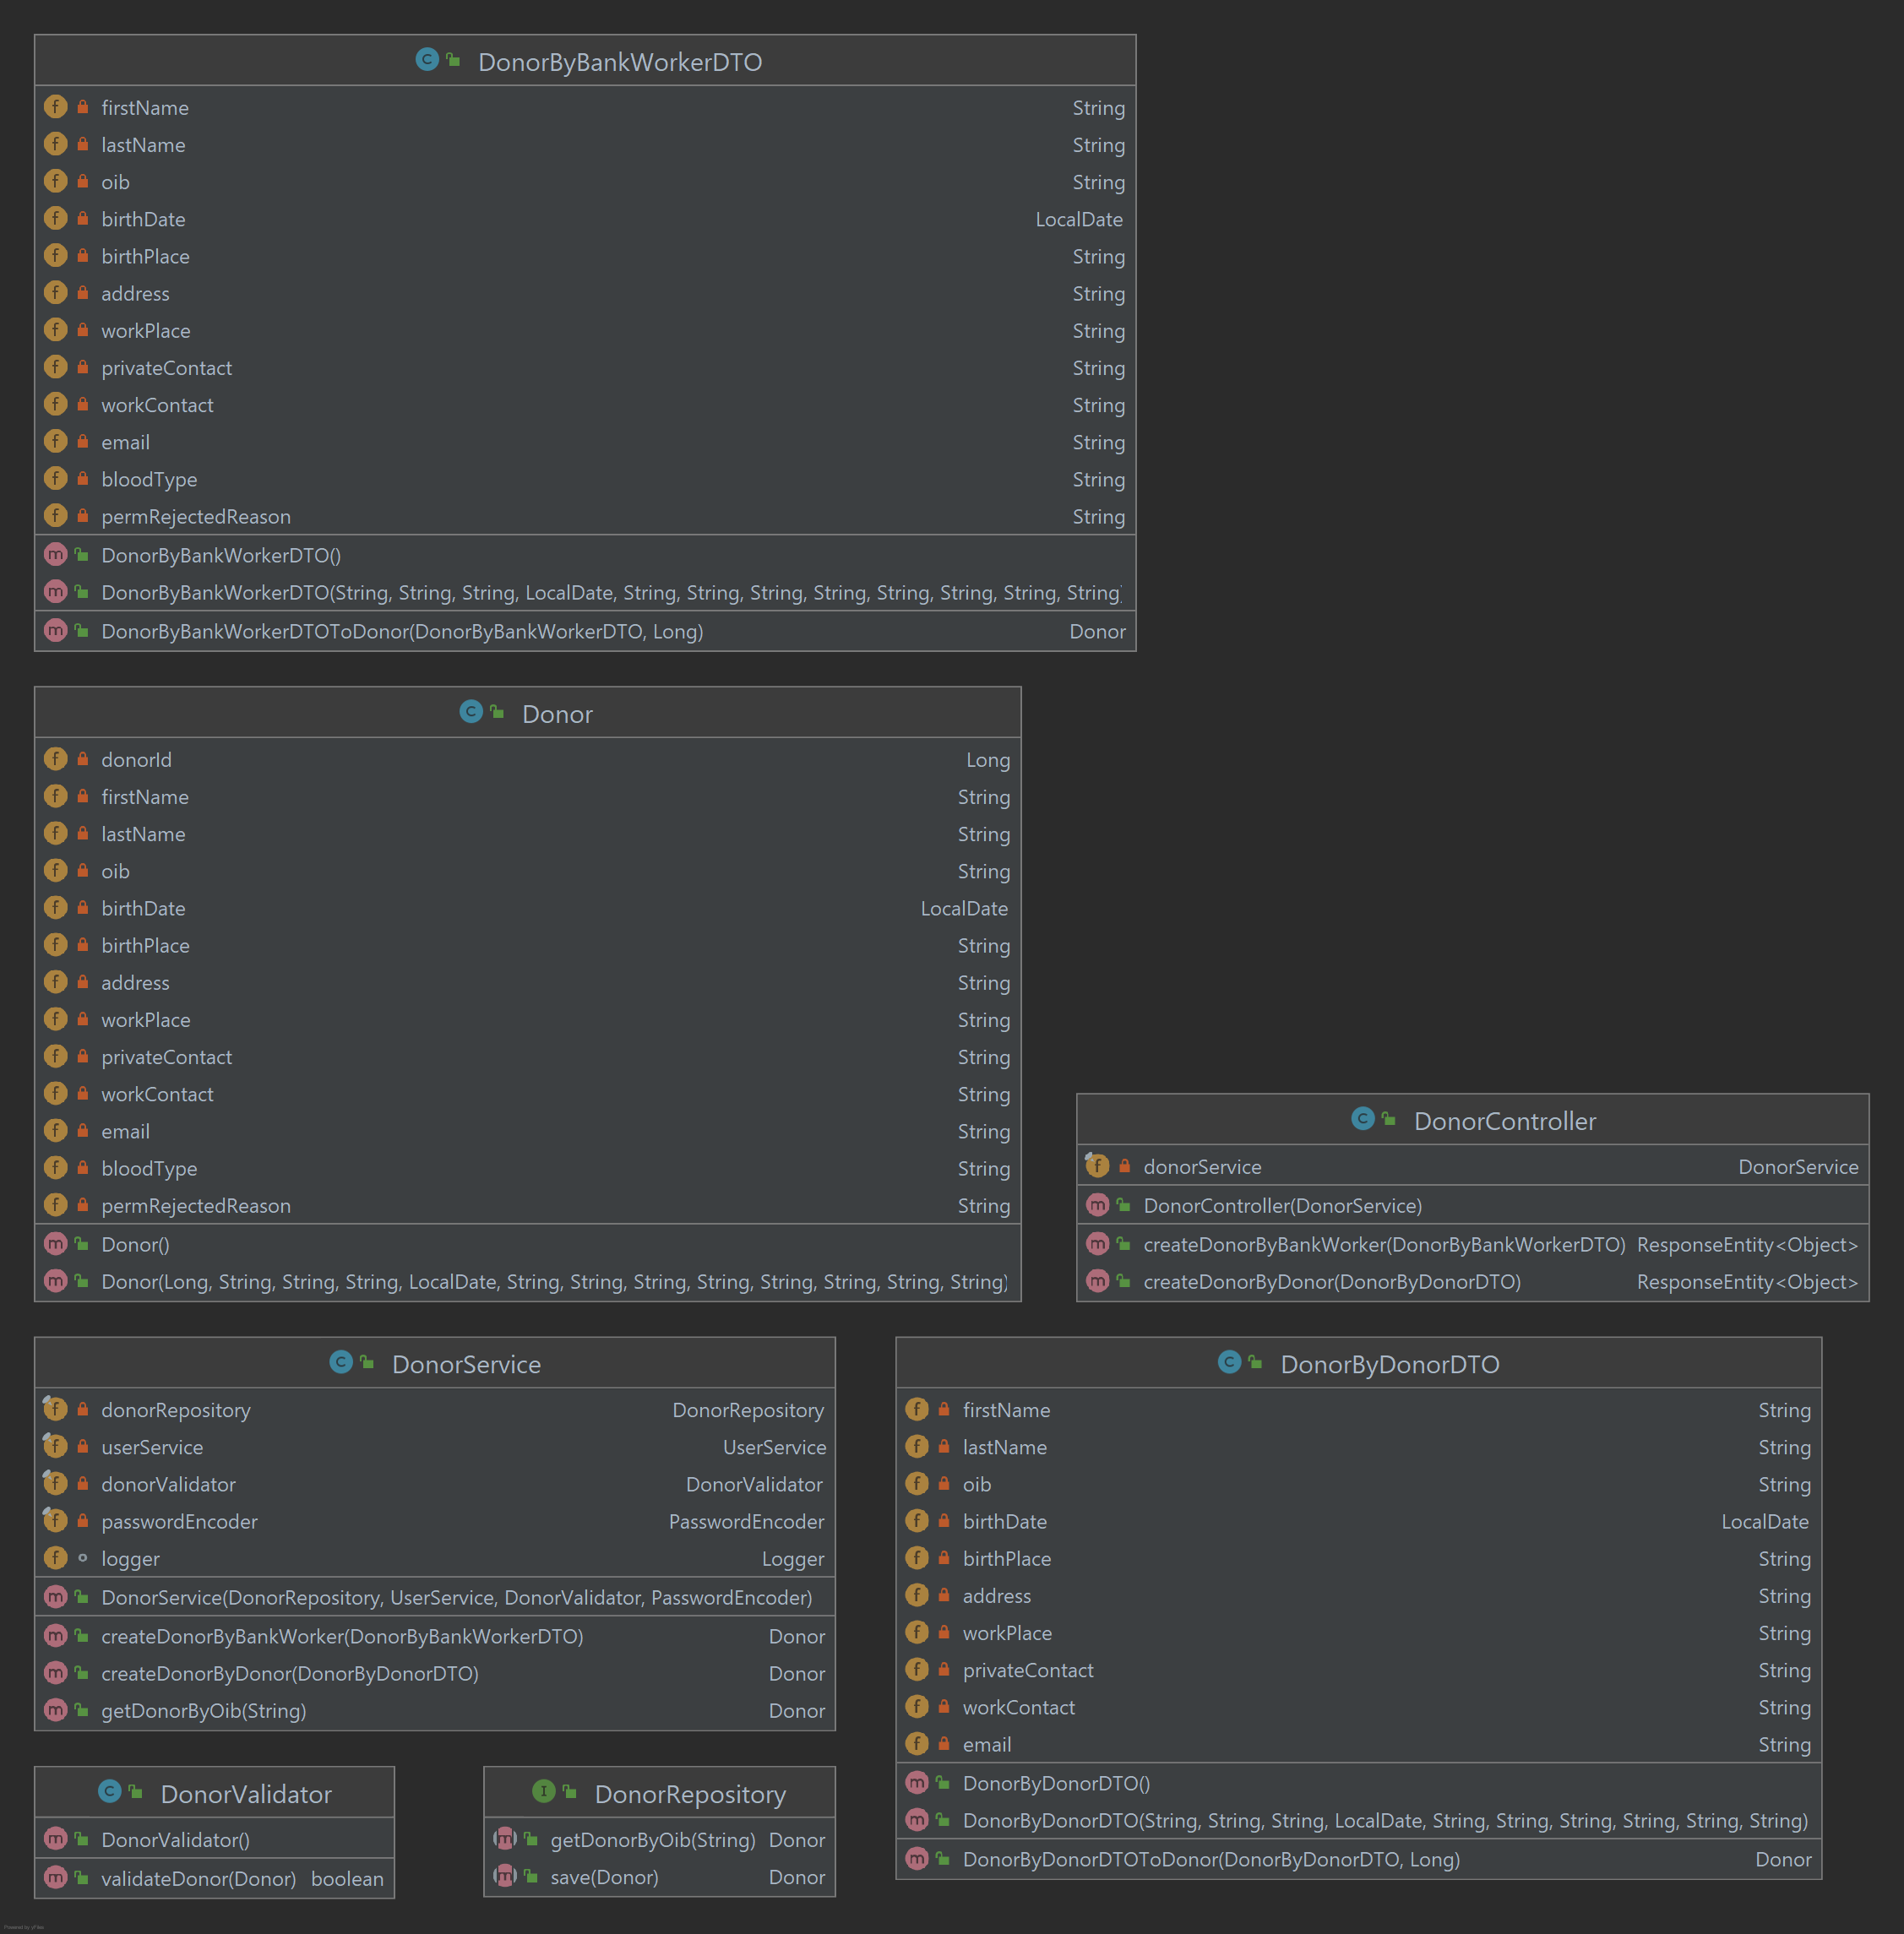 DonorByBankWorkerDTO
firstName String
lastName String
oib String
birthDate LocalDate
birthPlace String
address String
workPlace String
privateContact String
workContact String
email String
bloodType String
permRejectedReason String
DonorByBankWorkerDTO()
DonorByBankWorkerDTO(String, String, String, LocalDate, String, String, String, String, String, String, String, String)
DonorByBankWorkerDTOToDonor(DonorByBankWorkerDTO, Long) Donor
Donor
donorId Long
firstName String
lastName String
oib String
birthDate LocalDate
birthPlace String
address String
workPlace String
privateContact String
workContact String
email String
bloodType String
permRejectedReason String
Donor()
Donor(Long, String, String, String, LocalDate, String, String, String, String, String, String, String, String)
DonorController
donorService DonorService
DonorController(DonorService)
createDonorByBankWorker(DonorByBankWorkerDTO) ResponseEntity<Object>
createDonorByDonor(DonorByDonorDTO) ResponseEntity<Object>
DonorService
donorRepository DonorRepository
userService UserService
donorValidator DonorValidator
passwordEncoder PasswordEncoder
logger Logger
DonorService(DonorRepository, UserService, DonorValidator, PasswordEncoder)
createDonorByBankWorker(DonorByBankWorkerDTO) Donor
createDonorByDonor(DonorByDonorDTO) Donor
getDonorByOib(String) Donor
DonorByDonorDTO
firstName String
lastName String
oib String
birthDate LocalDate
birthPlace String
address String
workPlace String
privateContact String
workContact String
email String
DonorByDonorDTO()
DonorByDonorDTO(String, String, String, LocalDate, String, String, String, String, String, String)
DonorByDonorDTOToDonor(DonorByDonorDTO, Long) Donor
DonorValidator
DonorValidator()
validateDonor(Donor) boolean
DonorRepository
getDonorByOib(String) Donor
save(Donor) Donor
Powered by yFiles